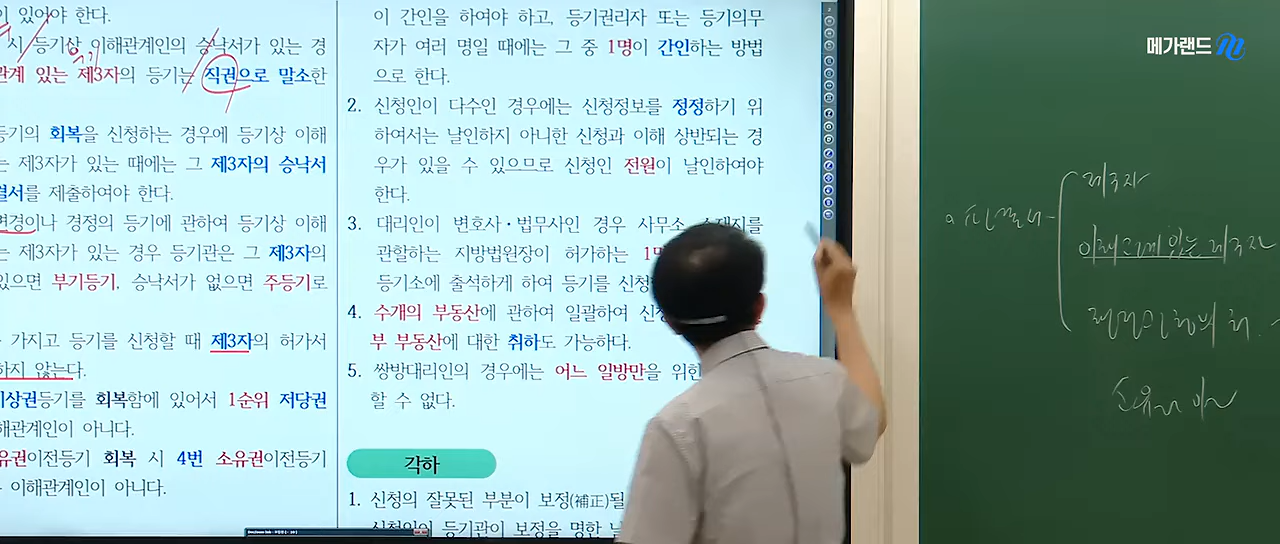 이 있어야 한다.
시 등기상 이해관계인의 승낙서가 있는 경
관계 있는 제3자의 등기는 직권으로 말소한
등기의 회복을 신청하는 경우에 등기상 이해
는 제3자가 있는 때에는 그 제3자의 승낙서
결서를 제출하여야 한다.
변경이나 경정의 등기에 관하여 등기상 이해
는 제3자가 있는 경우 등기관은 그 제3자의
있으면 부기등기, 승낙서가 없으면 주등기로
가지고 등기를 신청할 때 제3자의 허가서
하지 않는다.
지상권등기를 회복함에 있어서 1순위 저당권
해관계인이 아니다.
유권이전등기 회복 시 4번 소유권이전등기
이해관계인이 아니다.
이 간인을 하여야 하고, 등기권리자 또는 등기의무
자가 여러 명일 때에는 그 중 1명이 간인하는 방법
으로 한다.
2. 신청인이 다수인 경우에는 신청정보를 정정하기 위
하여서는 날인하지 아니한 신청과 이해 상반되는 경
우가 있을 수 있으므로 신청인 전원이 날인하여야
한다.
3. 대리인이 변호사·법무사인 경우 사무소 소재지를
관할하는 지방법원장이 허가하는 1명
등기소에 출석하게 하여 등기를 신청
4. 수개의 부동산에 관하여 일괄하여 신청
부 부동산에 대한 취하도 가능하다.
5. 쌍방대리인의 경우에는 어느 일방만을 위한
할 수 없다.
각하
1. 신청의 잘못된 부분이 보정(補正)될
신청인이 등기관이 보정을 명한 날
메가랜드
제3자
이해관계 있는 제3자